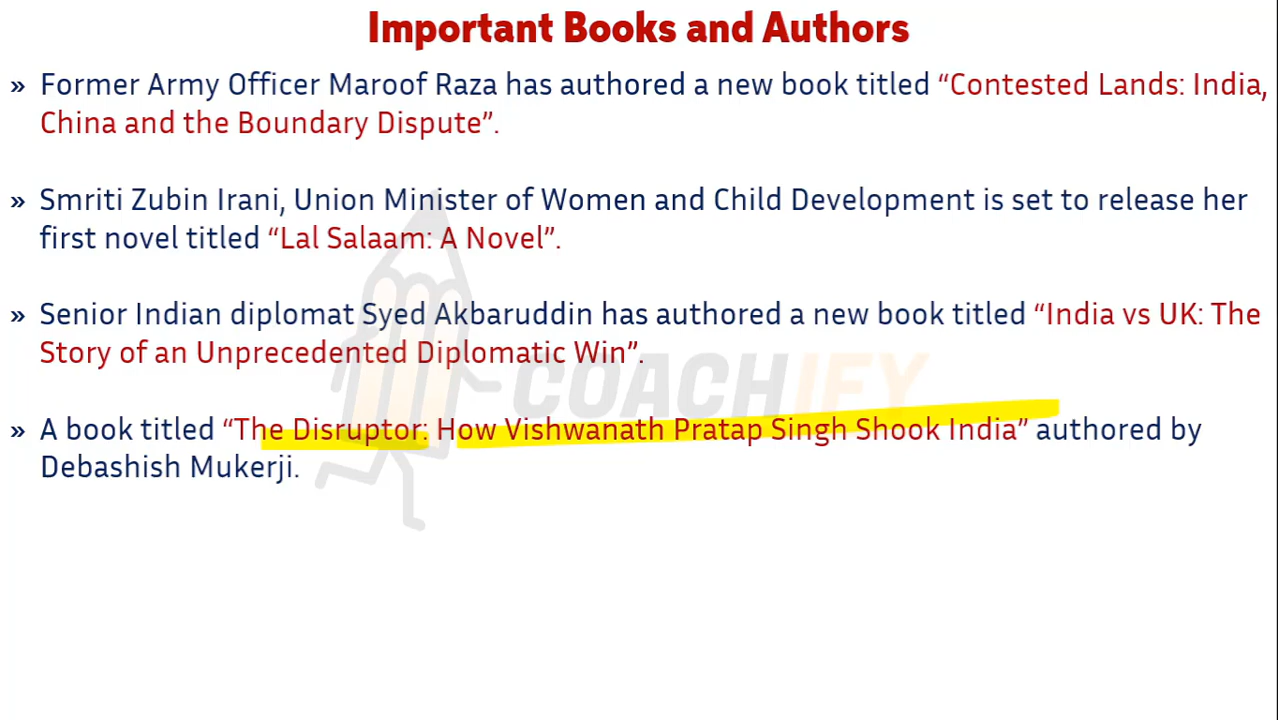 Important Books and Authors
» Former Army Officer Maroof Raza has authored a new book titled “Contested Lands: India,
China and the Boundary Dispute”.
» Smriti Zubin Irani, Union Minister of Women and Child Development is set to release her
first novel titled “Lal Salaam: A Novel”.
» Senior Indian diplomat Syed Akbaruddin has authored a new book titled “India vs UK: The
Story of an Unprecedented Diplomatic Win”.
COACHIFY
» A book titled “The Disruptor: How Vishwanath Pratap Singh Shook India” authored by
Debashish Mukerji.